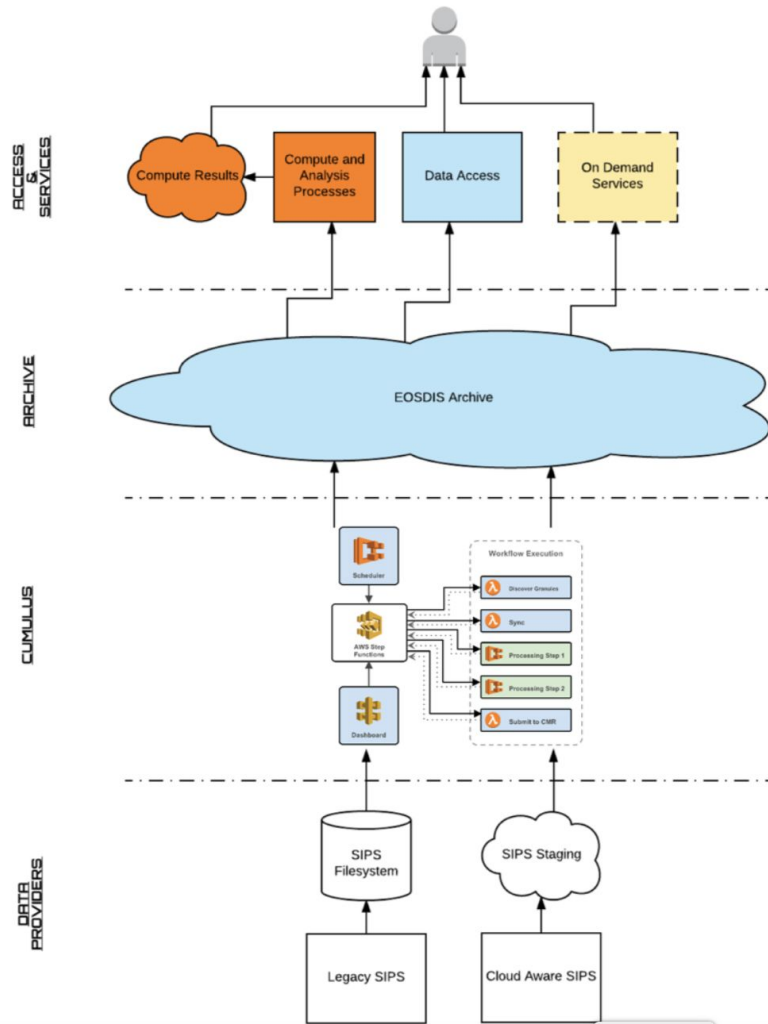 ACCESS
&
SERVICES
Compute Results
Compute and
Analysis
Processes
Data Access
On Demand
Services
ARCHIVE
EOSDIS Archive
CUMULUS
Scheduler
AWS Step
Functions
Dashboard
Workflow Execution
Discover Granules
Sync
Processing Step 1
Processing Step 2
Submit to CMR
DATA
PROVIDERS
SIPS
Filesystem
SIPS Staging
Legacy SIPS
Cloud Aware SIPS